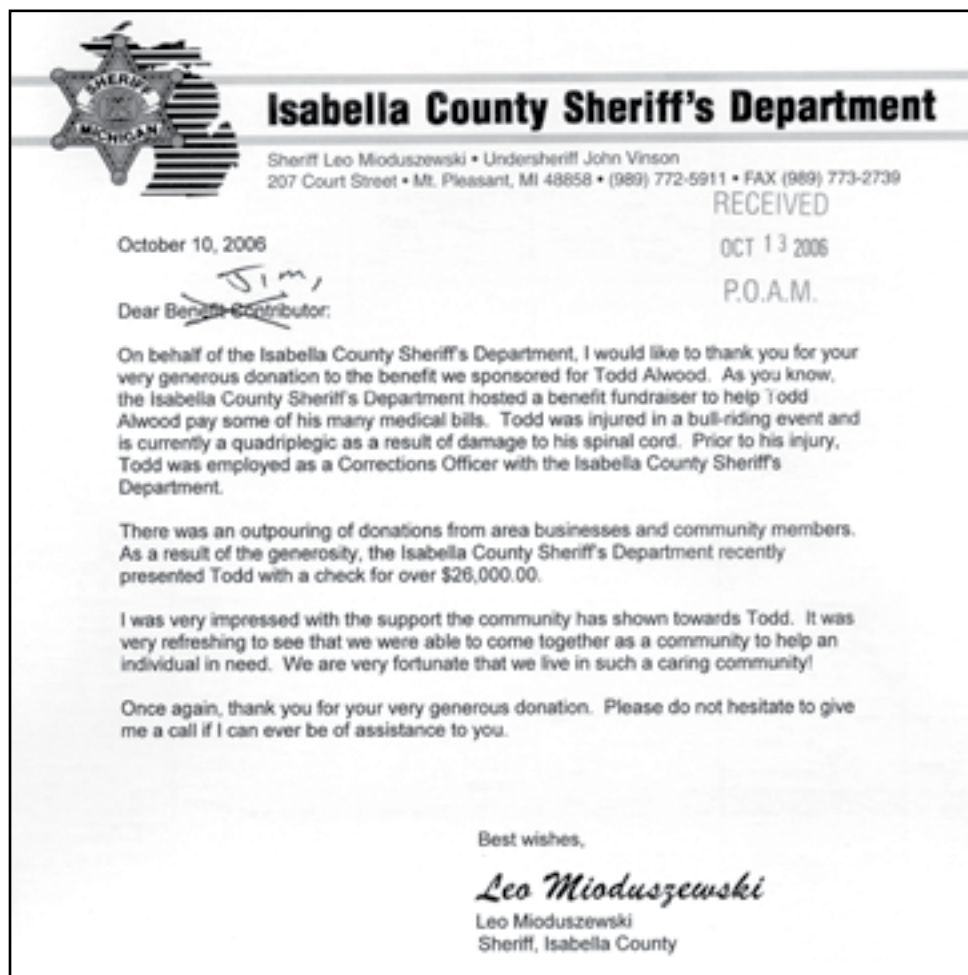 SHERIFF
MICHIGAN
Isabella County Sheriff's Department
Sheriff Leo Mioduszewski • Undersheriff John Vinson
207 Court Street • Mt. Pleasant, MI 48858 • (989) 772-5911 • FAX (989) 773-2739
RECEIVED
OCT 13 2006
P.O.A.M.
October 10, 2006
Jim,
Dear Benefit Contributor:
On behalf of the Isabella County Sheriff's Department, I would like to thank you for your
very generous donation to the benefit we sponsored for Todd Alwood. As you know,
the Isabella County Sheriff's Department hosted a benefit fundraiser to help Todd
Alwood pay some of his many medical bills. Todd was injured in a bull-riding event and
is currently a quadriplegic as a result of damage to his spinal cord. Prior to his injury,
Todd was employed as a Corrections Officer with the Isabella County Sheriff's
Department.
There was an outpouring of donations from area businesses and community members.
As a result of the generosity, the Isabella County Sheriff's Department recently
presented Todd with a check for over $26,000.00.
I was very impressed with the support the community has shown towards Todd. It was
very refreshing to see that we were able to come together as a community to help an
individual in need. We are very fortunate that we live in such a caring community!
Once again, thank you for your very generous donation. Please do not hesitate to give
me a call if I can ever be of assistance to you.
Best wishes,
Leo Mioduszewski
Leo Mioduszewski
Sheriff, Isabella County